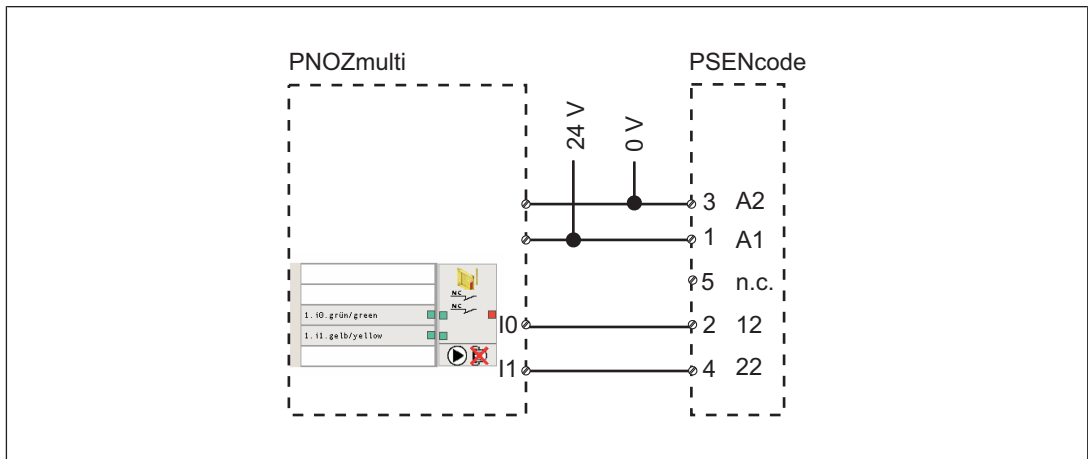 PNOZmulti
PSENcode
24 V
0 V
3 A2
1 A1
5 n.c.
NC
NC
1.i0.grün/green
1.i1.gelb/yellow
I0
2 12
I1
4 22